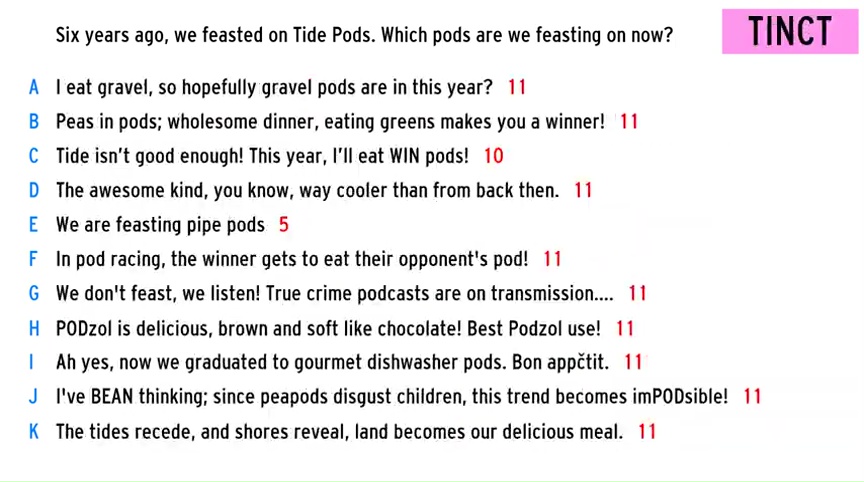 Six years ago, we feasted on Tide Pods. Which pods are we feasting on now?
TINCT
A I eat gravel, so hopefully gravel pods are in this year? 11
B Peas in pods; wholesome dinner, eating greens makes you a winner! 11
C Tide isn't good enough! This year, I'll eat WIN pods! 10
D The awesome kind, you know, way cooler than from back then. 11
E We are feasting pipe pods 5
F In pod racing, the winner gets to eat their opponent's pod! 11
G We don't feast, we listen! True crime podcasts are on transmission.... 11
H PODzol is delicious, brown and soft like chocolate! Best Podzol use! 11
I Ah yes, now we graduated to gourmet dishwasher pods. Bon appčtit. 11
J I've BEAN thinking; since peapods disgust children, this trend becomes imPODsible! 11
K The tides recede, and shores reveal, land becomes our delicious meal. 11